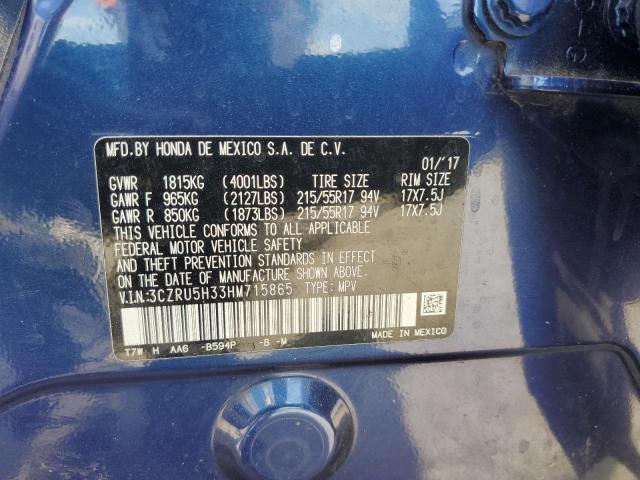 MFD.BY HONDA DE MEXICO S.A. DE C.V.
01/'17
GVWR 1815KG (4001LBS) TIRE SIZE RIM SIZE
GAWR F 965KG (2127LBS) 215/55R17 94V 17X7.5J
GAWR R 850KG (1873LBS) 215/55R17 94V 17X7.5J
THIS VEHICLE CONFORMS TO ALL APPLICABLE
FEDERAL MOTOR VEHICLE SAFETY
AND THEFT PREVENTION STANDARDS IN EFFECT
ON THE DATE OF MANUFACTURE SHOWN ABOVE.
V.I.N:3CZRU5H33HM715865 TYPE: MPV
T7W H AA6 -B594P -B -M
MADE IN MEXICO